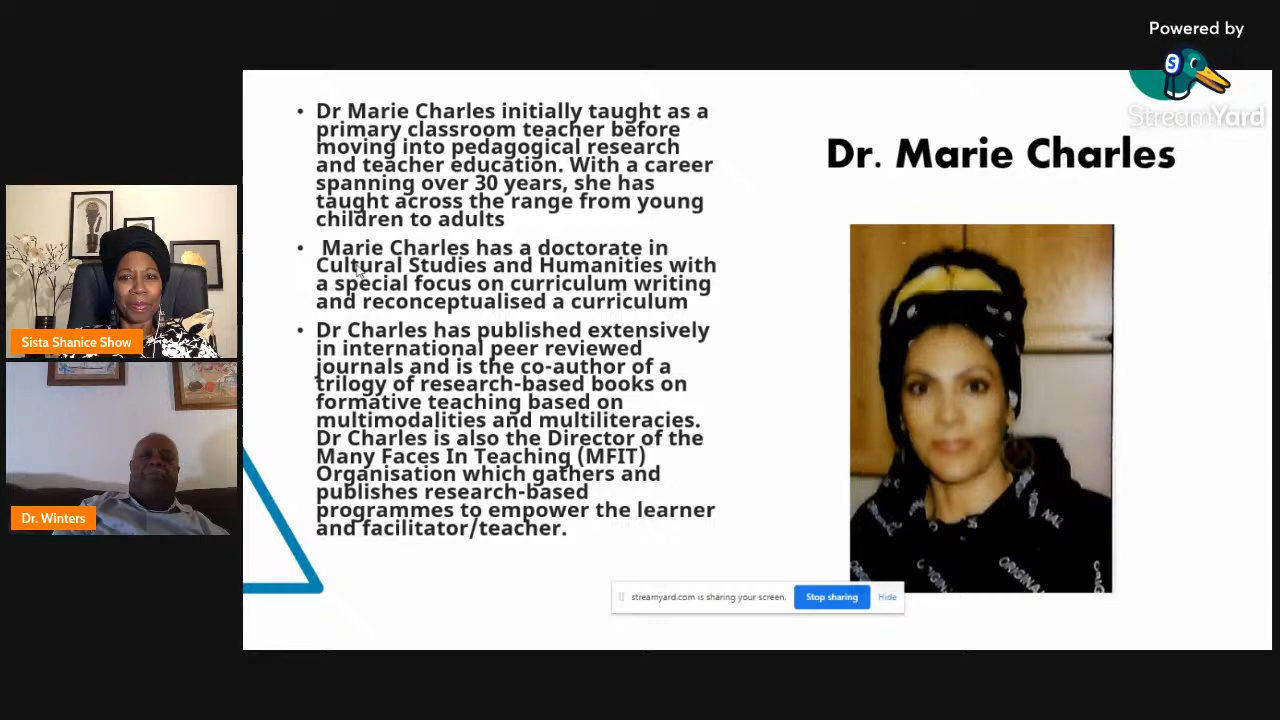 Powered by
StreamYard
Dr Marie Charles initially taught as a
primary classroom teacher before
moving into pedagogical research
and teacher education. With a career
spanning over 30 years, she has
taught across the range from young
children to adults
Marie Charles has a doctorate in
Cultural Studies and Humanities with
a special focus on curriculum writing
and reconceptualised a curriculum
Dr Charles has published extensively
in international peer reviewed
journals and is the co-author of a
trilogy of research-based books on
formative teaching based on
multimodalities and multiliteracies.
Dr Charles is also the Director of the
Many Faces In Teaching (MFIT)
Organisation which gathers and
publishes research-based
programmes to empower the learner
and facilitator/teacher.
Dr. Marie Charles
Sista Shanice Show
Dr. Winters
ORIGINAL
streamyard.com is sharing your screen.
Stop sharing
Hide